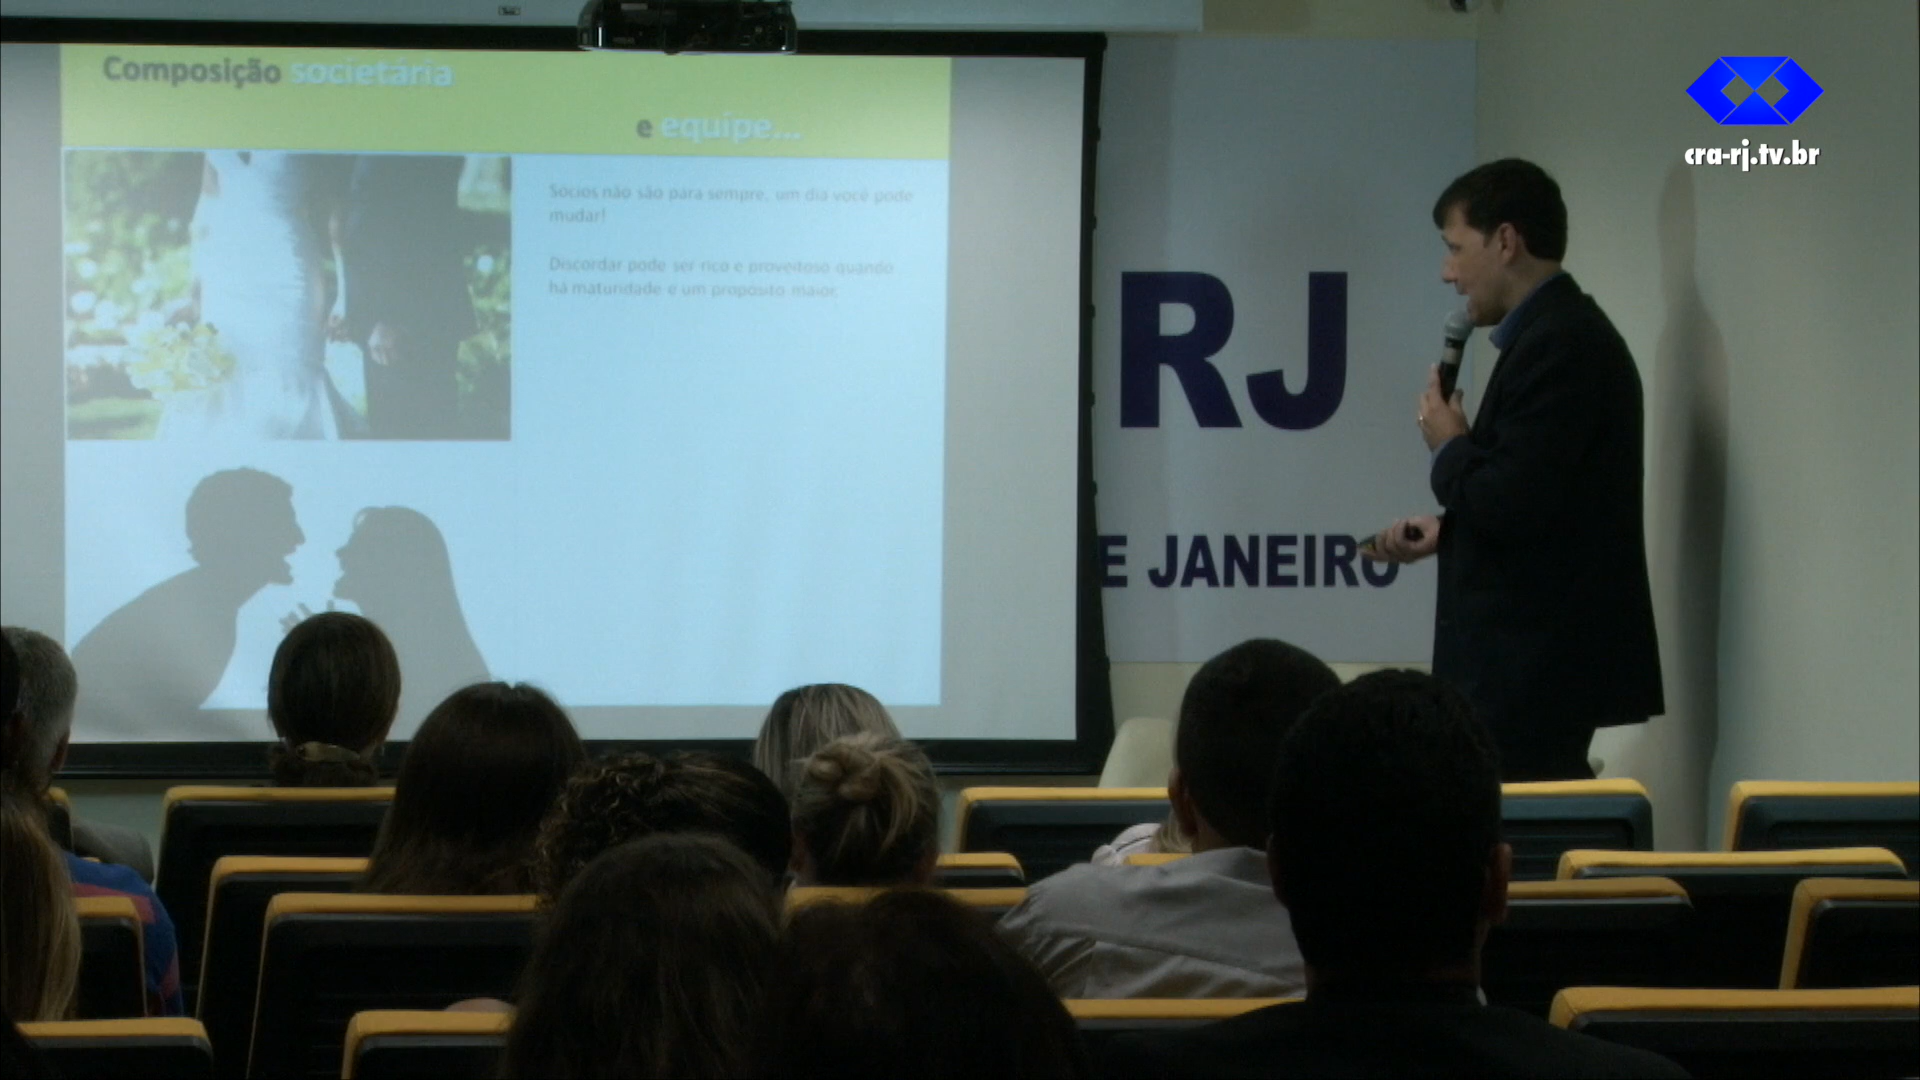 Composição societária
e equipe...
Socios não são para sempre, um dia você pode
mudar!
Discordar pode ser rico e proveitoso quando
há maturidade e um proposito maior.
RJ
E JANEIRO
cra-rj.tv.br